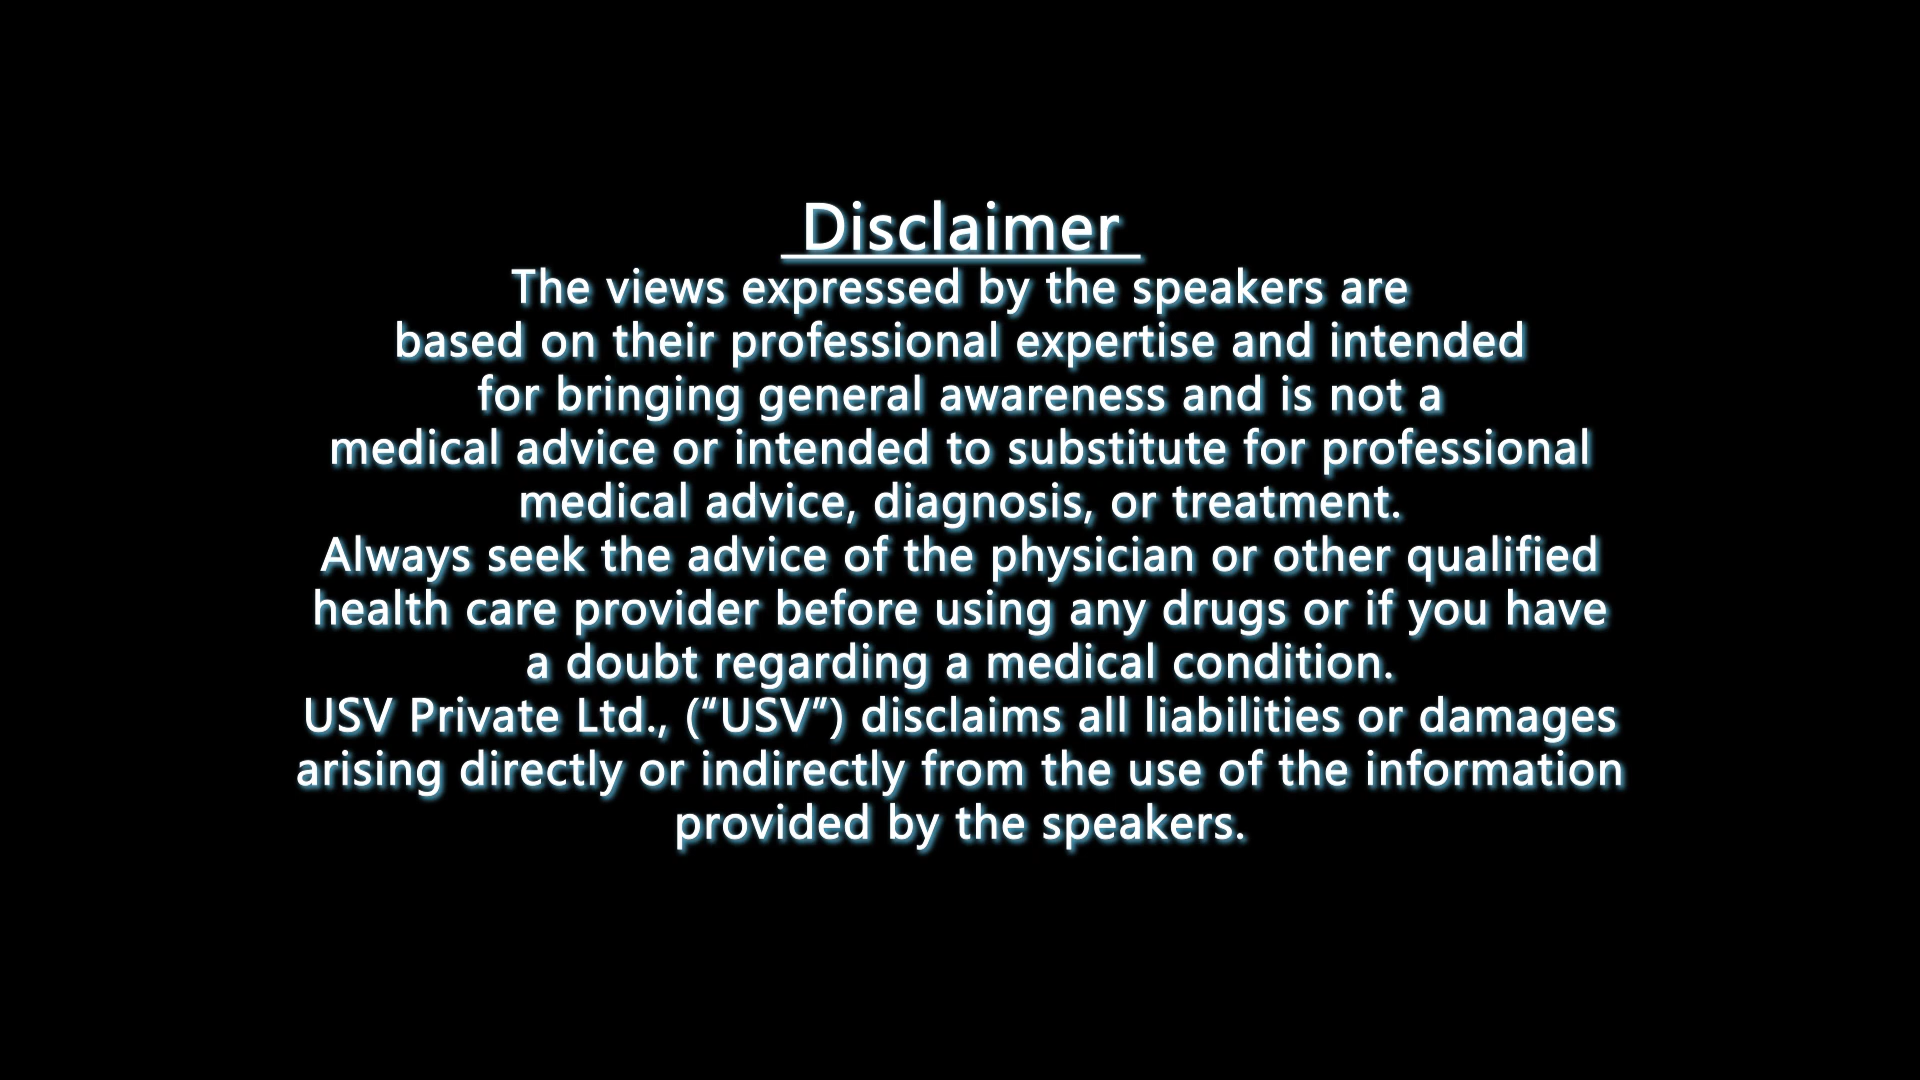 Disclaimer
The views expressed by the speakers are
based on their professional expertise and intended
for bringing general awareness and is not a
medical advice or intended to substitute for professional
medical advice, diagnosis, or treatment.
Always seek the advice of the physician or other qualified
health care provider before using any drugs or if you have
a doubt regarding a medical condition.
USV Private Ltd., (“USV”) disclaims all liabilities or damages
arising directly or indirectly from the use of the information
provided by the speakers.